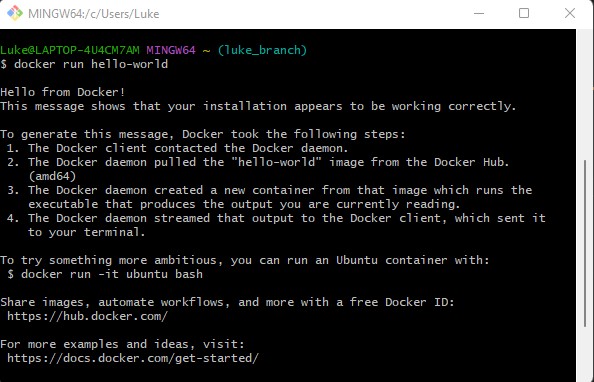 MINGW64:/c/Users/Luke
Luke@LAPTOP-4U4CM7AM MINGW64 ~ (luke_branch)
$ docker run hello-world
Hello from Docker!
This message shows that your installation appears to be working correctly.
To generate this message, Docker took the following steps:
1. The Docker client contacted the Docker daemon.
2. The Docker daemon pulled the "hello-world" image from the Docker Hub.
(amd64)
3. The Docker daemon created a new container from that image which runs the
executable that produces the output you are currently reading.
4. The Docker daemon streamed that output to the Docker client, which sent it
to your terminal.
To try something more ambitious, you can run an Ubuntu container with:
$ docker run -it ubuntu bash
Share images, automate workflows, and more with a free Docker ID:
https://hub.docker.com/
For more examples and ideas, visit:
https://docs.docker.com/get-started/